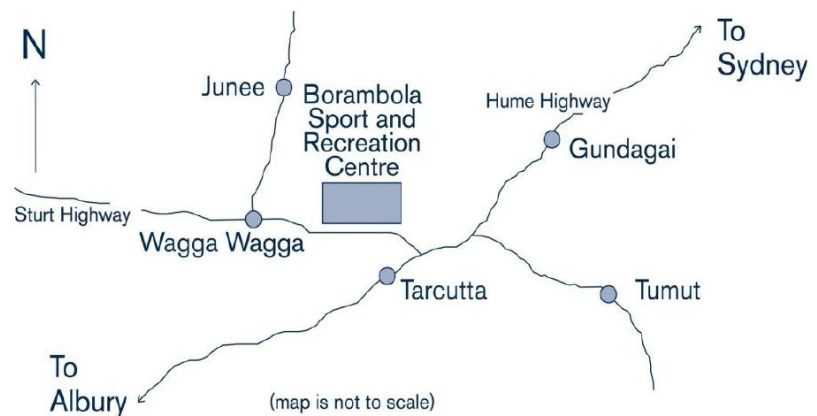 N
To
Sydney
Junee
Borambola
Sport and
Recreation
Centre
Hume Highway
Gundagai
Sturt Highway
Wagga Wagga
Tarcutta
Tumut
To
Albury
(map is not to scale)